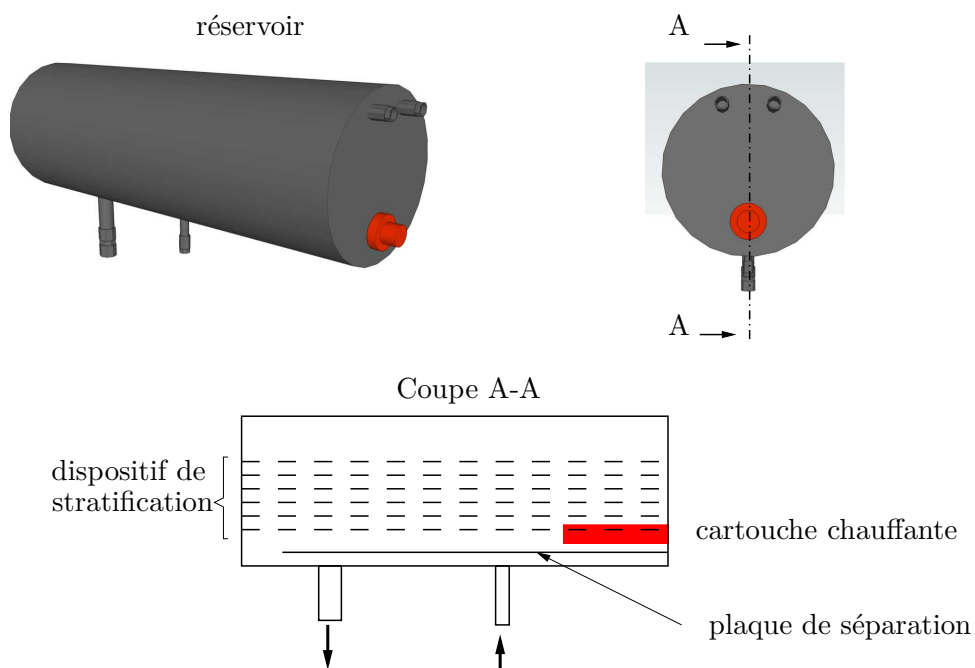 réservoir
A
A
Coupe A-A
dispositif de
stratification
cartouche chauffante
plaque de séparation